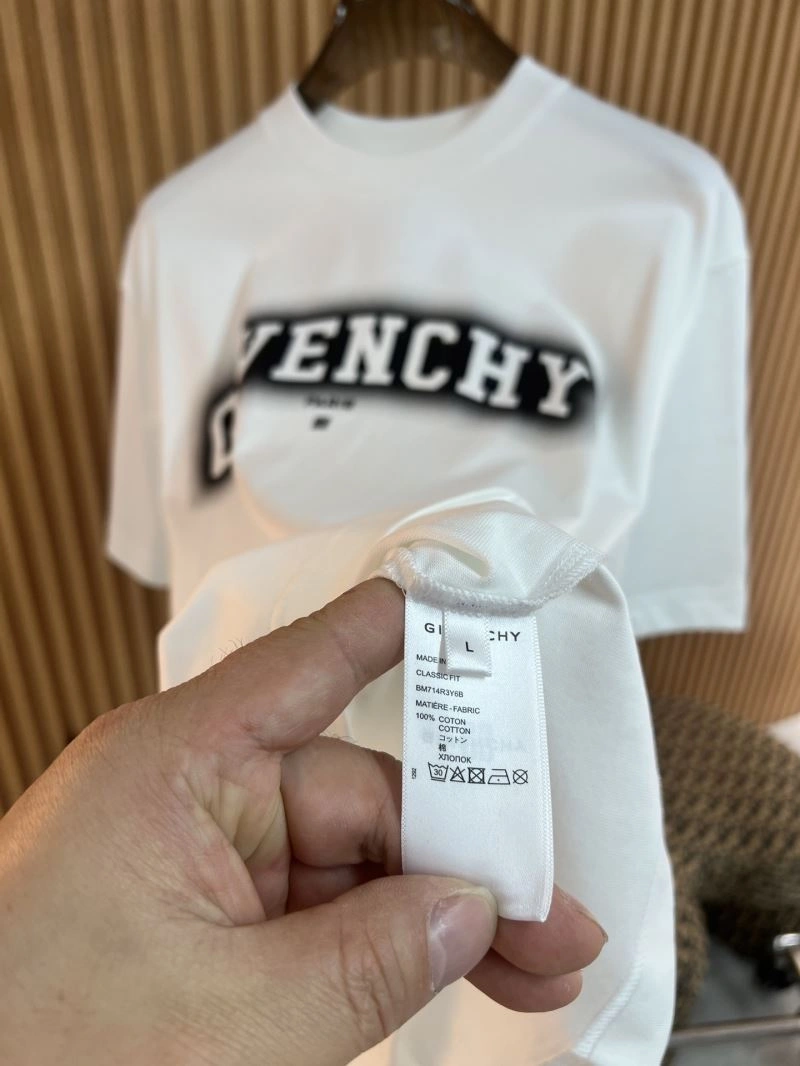 VENCHY
GI
CHY
L
MADE IN
CLASSIC FIT
BM714R3Y6B
MATIÈRE - FABRIC
100% COTON
COTTON
コットン
棉
ХЛОПОК
30